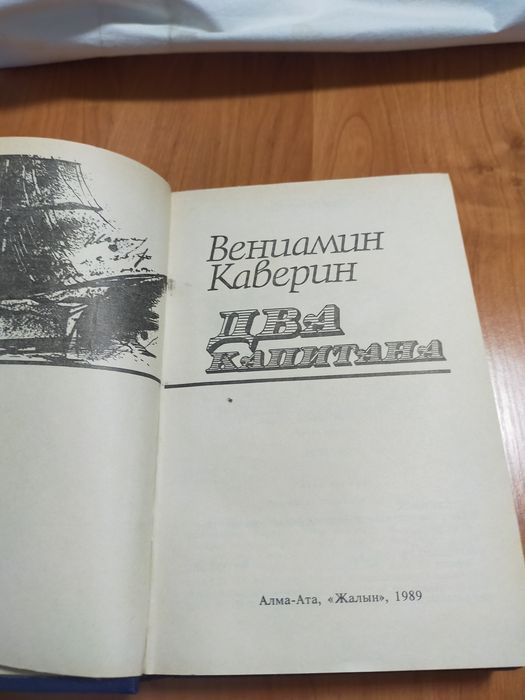 Вениамин
Каверин
ДВА
КАПИТАНА
Алма-Ата, «Жалын», 1989